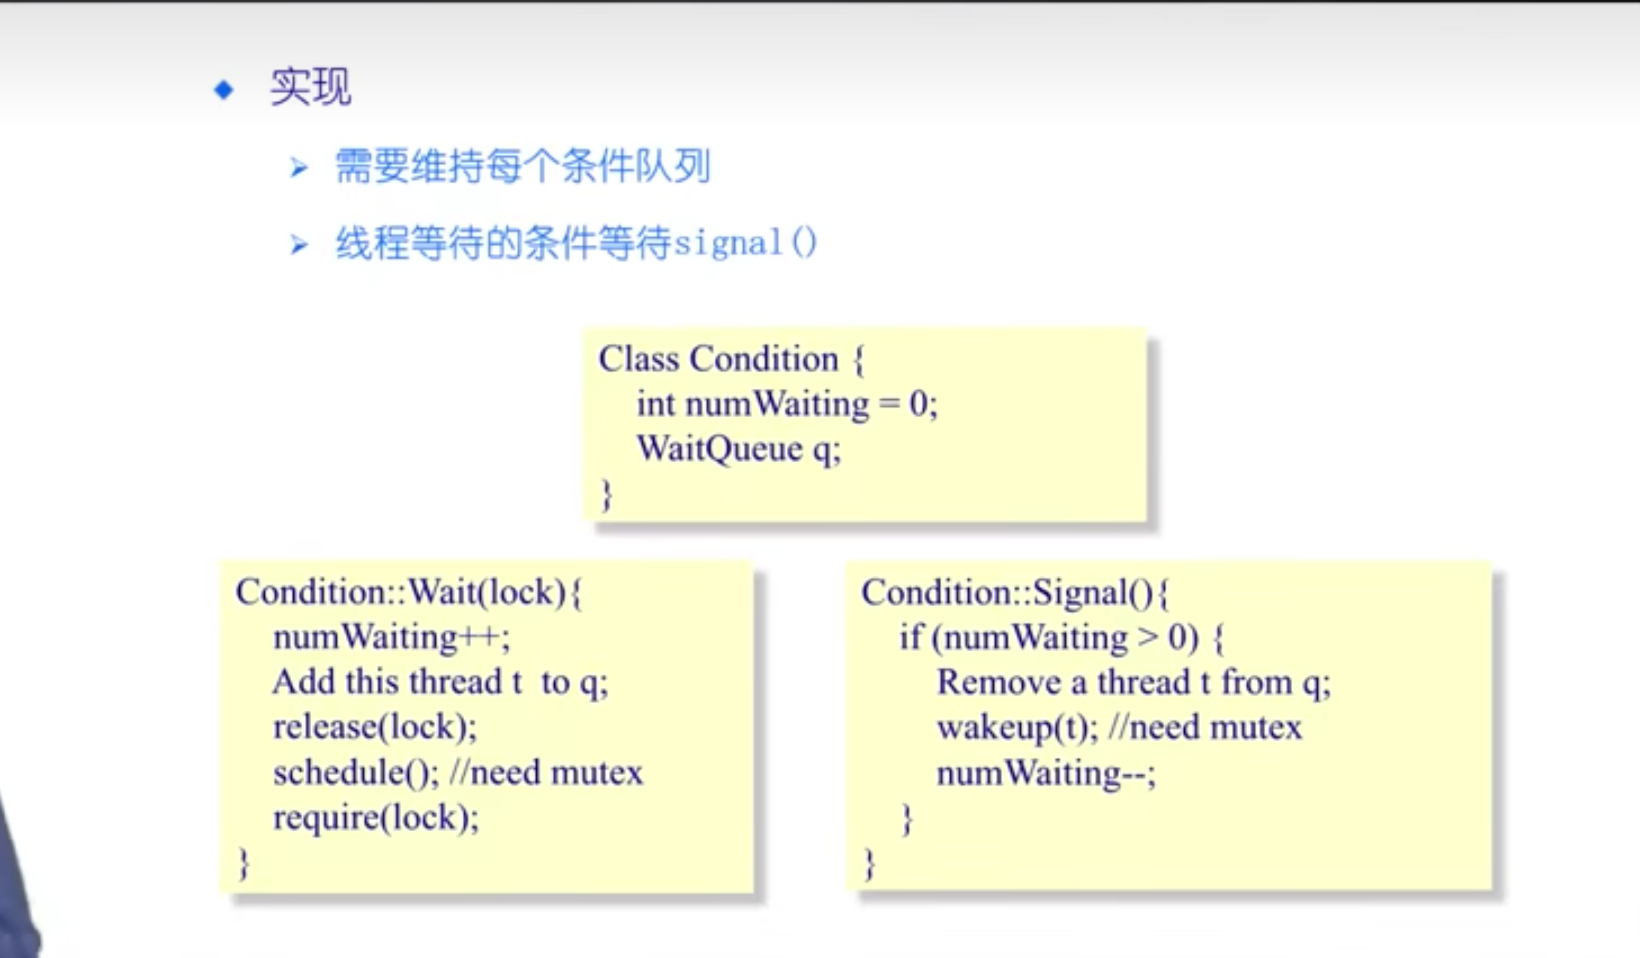 实现
需要维持每个条件队列
线程等待的条件等待signal()
Class Condition {
int numWaiting = 0;
WaitQueue q;
}
Condition::Wait(lock){
numWaiting++;
Add this thread t to q;
release(lock);
schedule(); //need mutex
require(lock);
}
Condition::Signal(){
if (numWaiting > 0) {
Remove a thread t from q;
wakeup(t); //need mutex
numWaiting--;
}
}